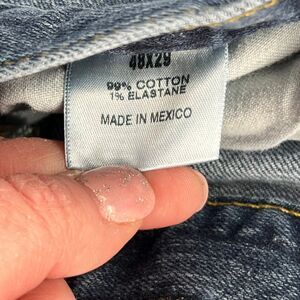 48X29
99% COTTON
1% ELASTANE
MADE IN MEXICO